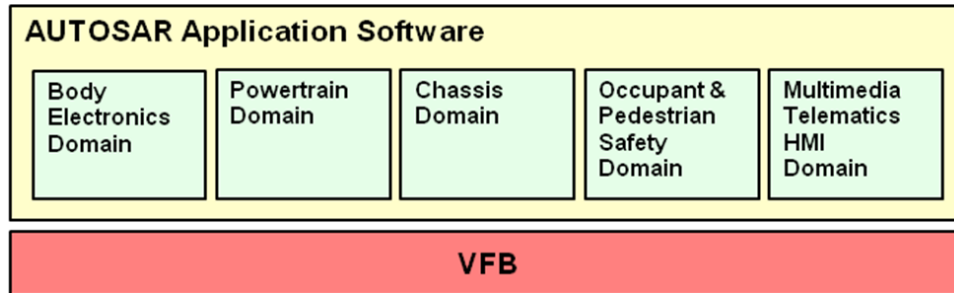 AUTOSAR Application Software
Body
Electronics
Domain
Powertrain
Domain
Chassis
Domain
Occupant &
Pedestrian
Safety
Domain
Multimedia
Telematics
HMI
Domain
VFB